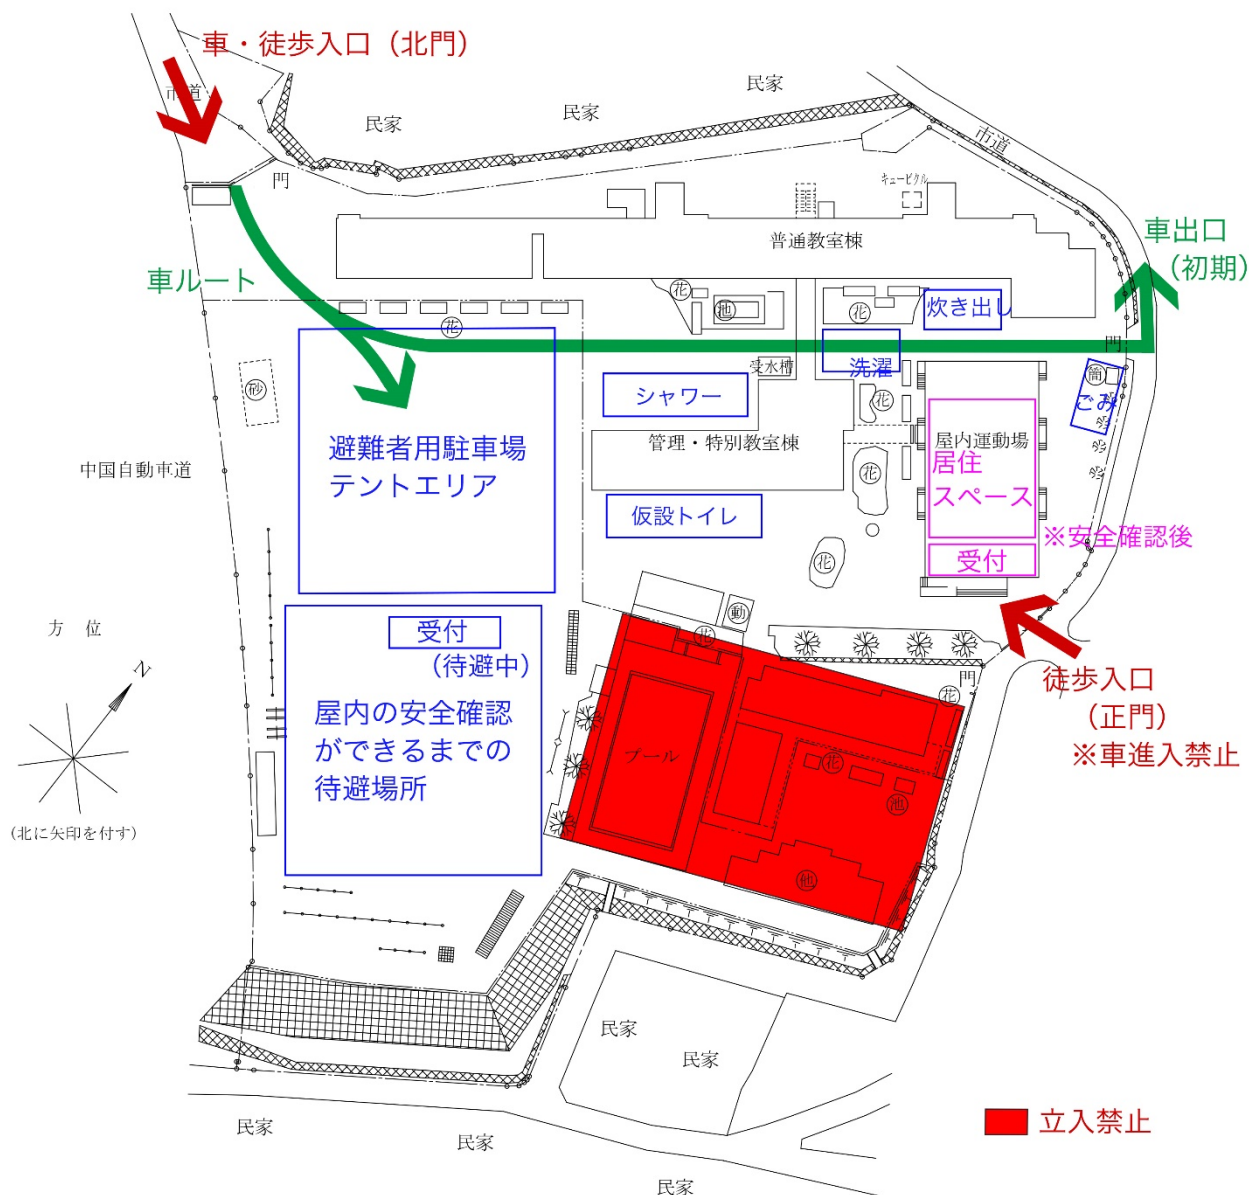 車・徒歩入口（北門）
市道
民家
民家
民家
市道
門
キュービクル
普通教室棟
車出口
（初期）
車ルート
花
池
花
炊き出し
花
受水槽
洗濯
門
砂
シャワー
花
簡
ごみ
避難者用駐車場
テントエリア
管理・特別教室棟
屋内運動場
居住
スペース
中国自動車道
花
仮設トイレ
※安全確認後
受付
花
動
方 位
N
受付
（待避中）
花
徒歩入口
（正門）
※車進入禁止
門
花
屋内の安全確認
ができるまでの
待避場所
プール
花
池
(北に矢印を付す)
他
民家
民家
民家
民家
民家
立入禁止